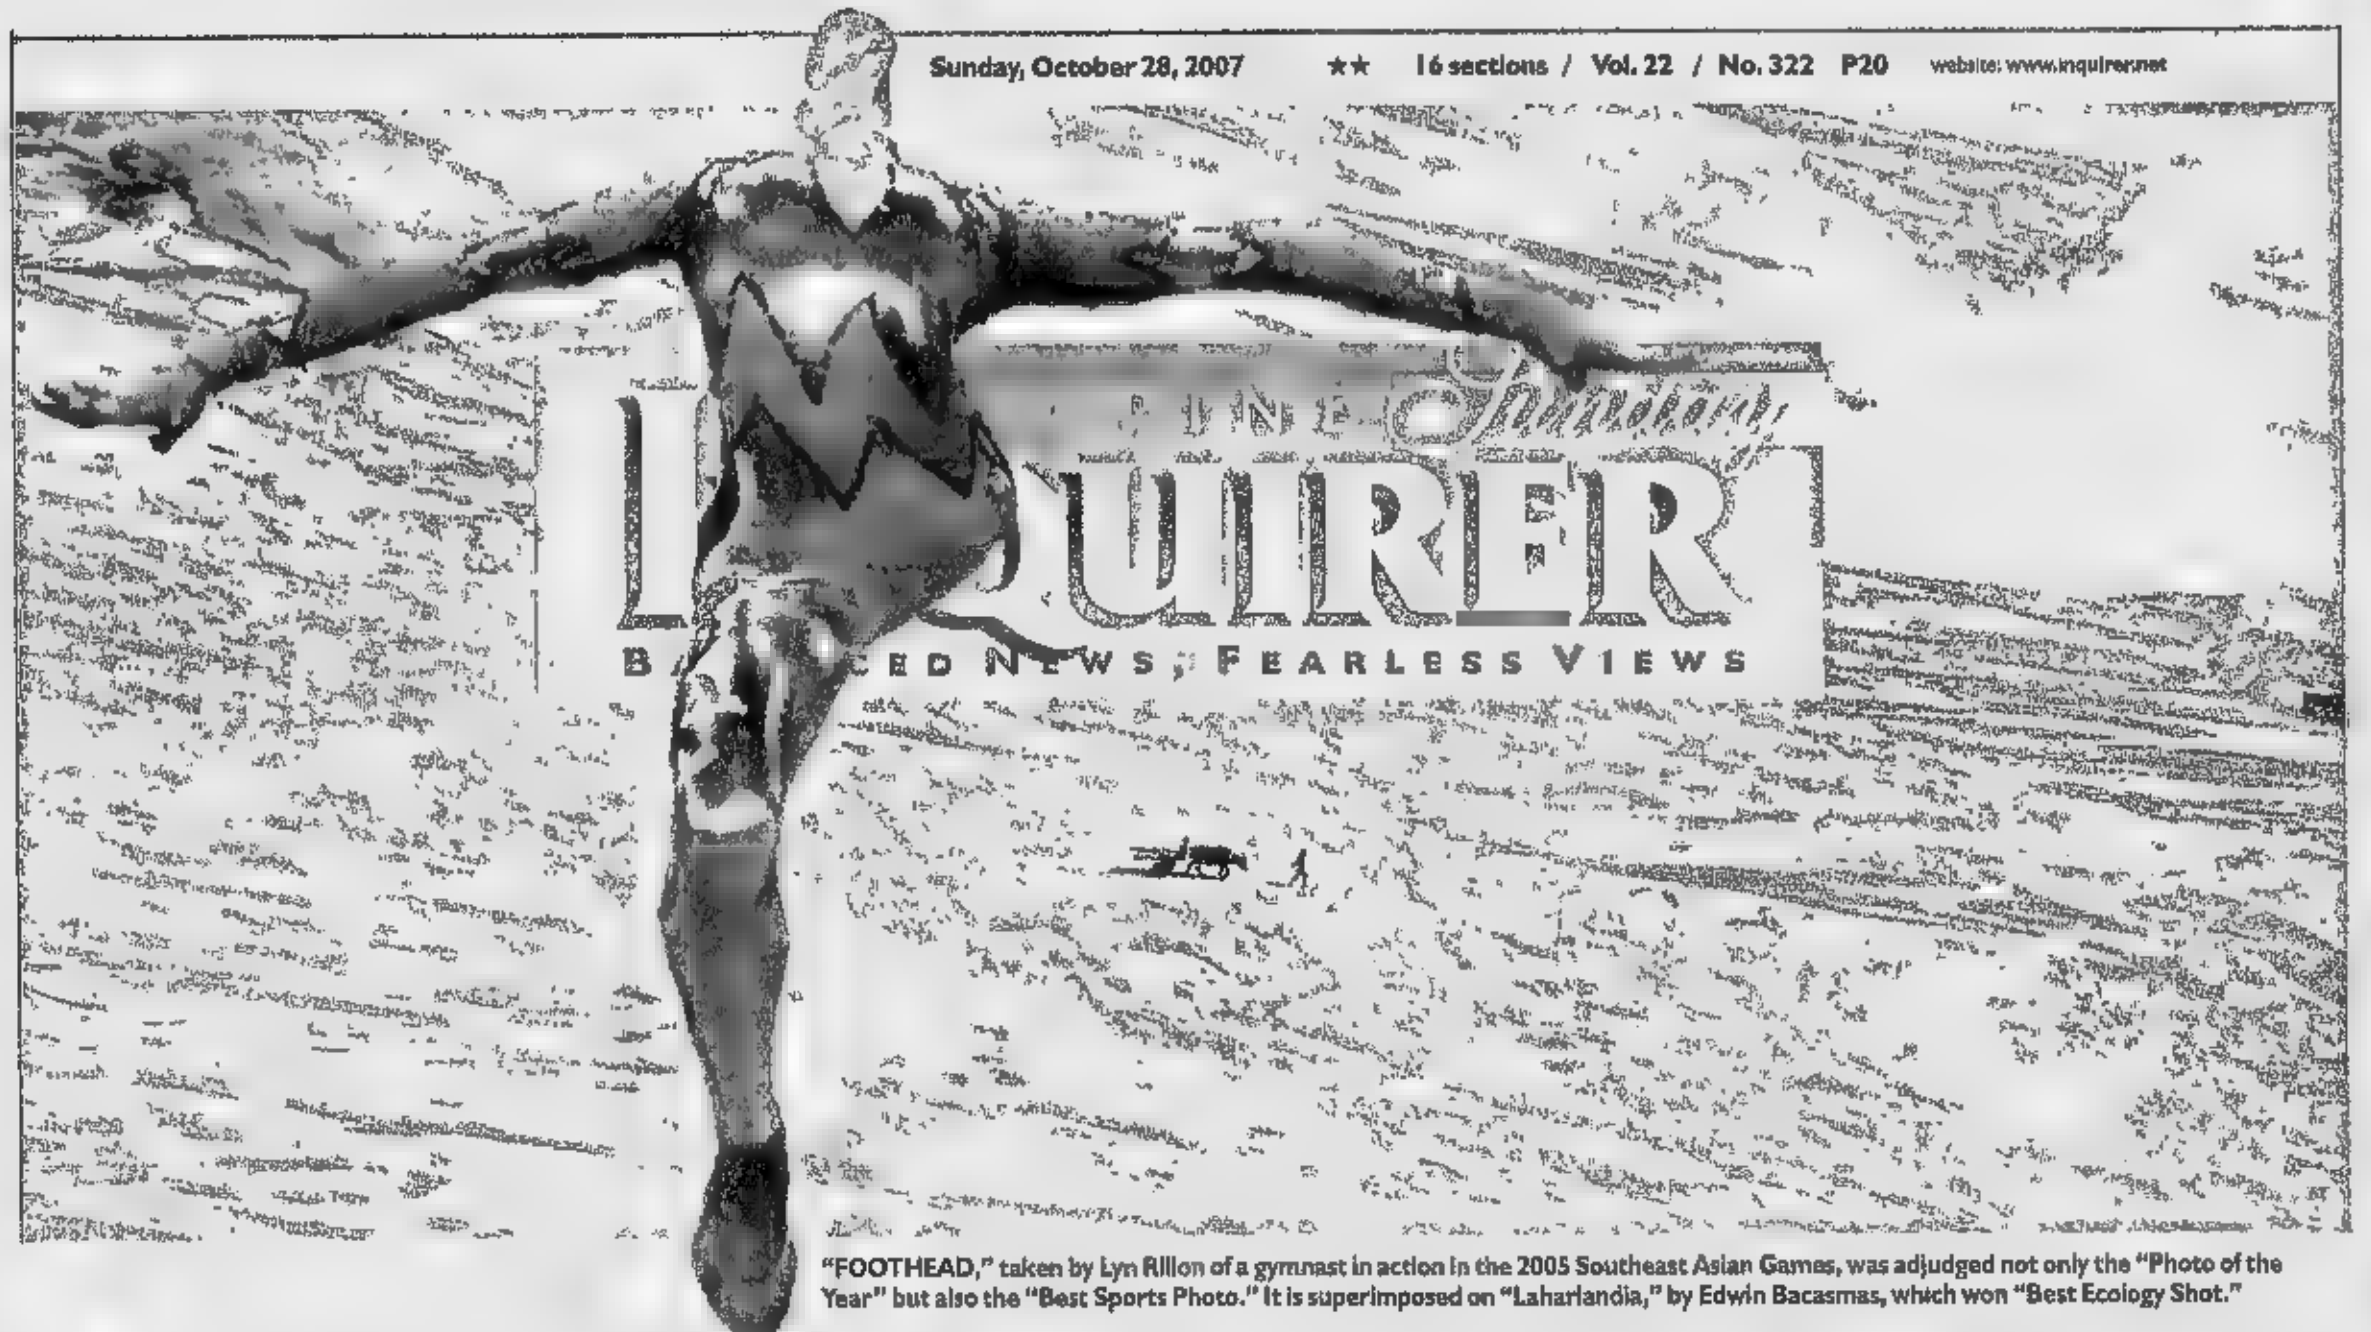 Sunday, October 28, 2007 ★★ 16 sections / Vol. 22 / No. 322 P20 website: www.inquirer.net
Sunday
QUIRER
CED NEWS, FEARLESS VIEWS
“FOOTHEAD,” taken by Lyn Rillon of a gymnast in action in the 2005 Southeast Asian Games, was adjudged not only the “Photo of the
Year” but also the “Best Sports Photo.” It is superimposed on “Laharlandia,” by Edwin Bacasmas, which won “Best Ecology Shot.”